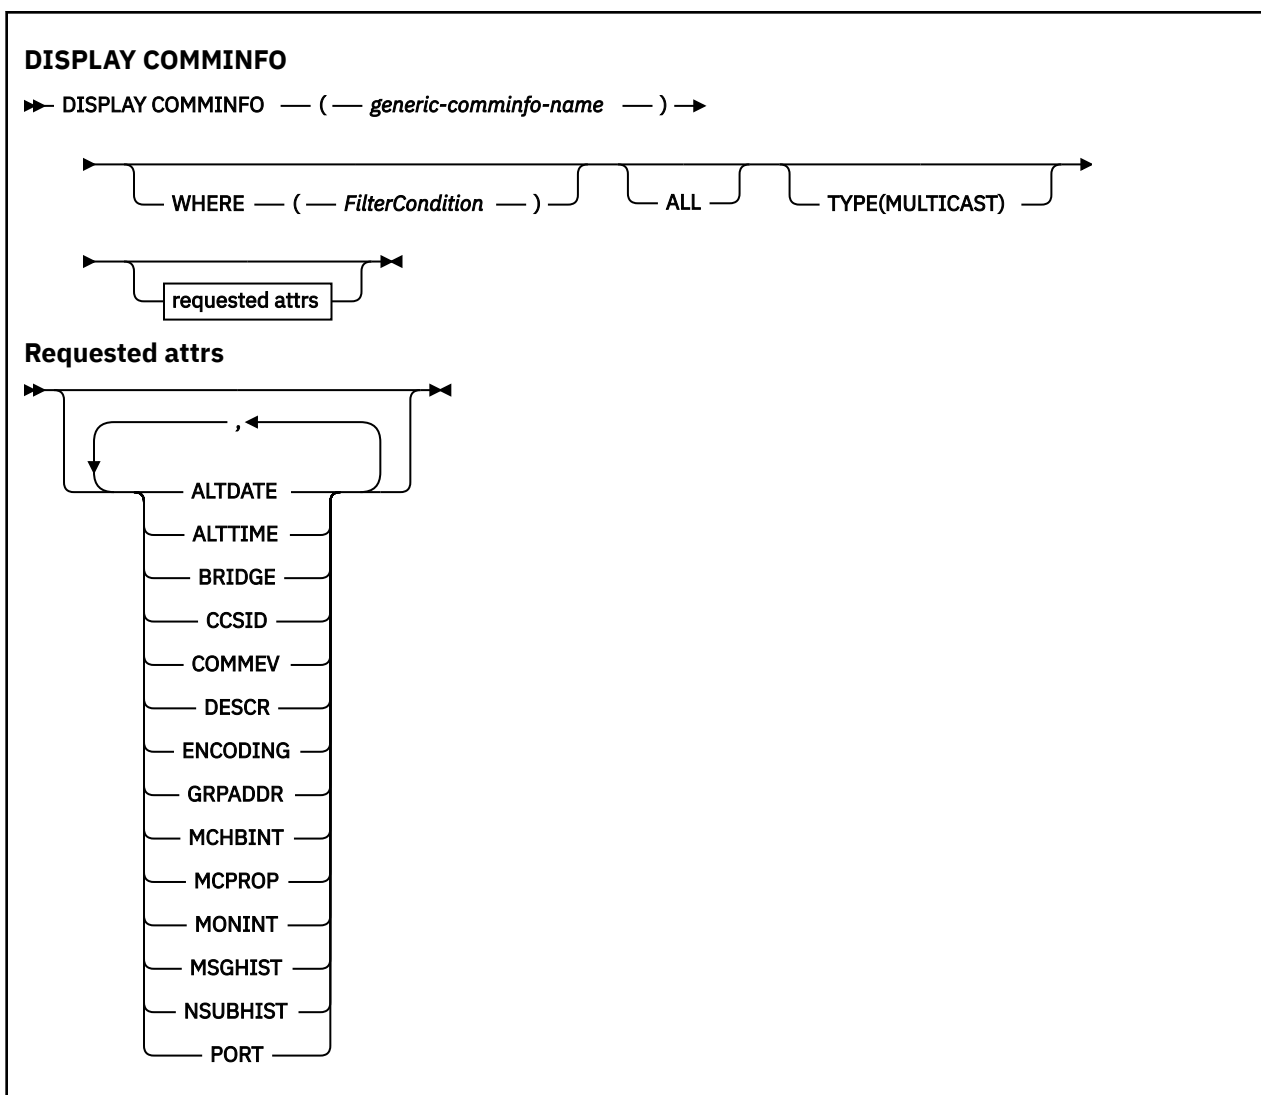 DISPLAY COMMINFO
DISPLAY COMMINFO ( generic-comminfo-name )
WHERE ( FilterCondition ) ALL TYPE(MULTICAST)
requested attrs
Requested attrs
,
ALTDATE
ALTTIME
BRIDGE
CCSID
COMMEV
DESCR
ENCODING
GRPADDR
MCHBINT
MCPROP
MONINT
MSGHIST
NSUBHIST
PORT